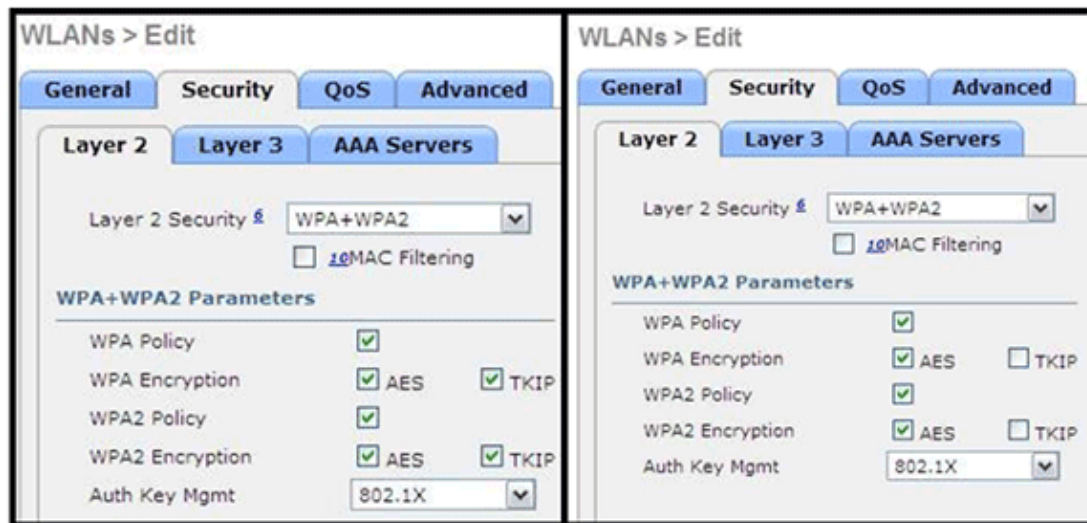 WLANs > Edit
General Security QoS Advanced
Layer 2 Layer 3 AAA Servers
Layer 2 Security 6 WPA+WPA2
10MAC Filtering
WPA+WPA2 Parameters
WPA Policy
WPA Encryption AES TKIP
WPA2 Policy
WPA2 Encryption AES TKIP
Auth Key Mgmt 802.1X
WLANs > Edit
General Security QoS Advanced
Layer 2 Layer 3 AAA Servers
Layer 2 Security 6 WPA+WPA2
10MAC Filtering
WPA+WPA2 Parameters
WPA Policy
WPA Encryption AES TKIP
WPA2 Policy
WPA2 Encryption AES TKIP
Auth Key Mgmt 802.1X